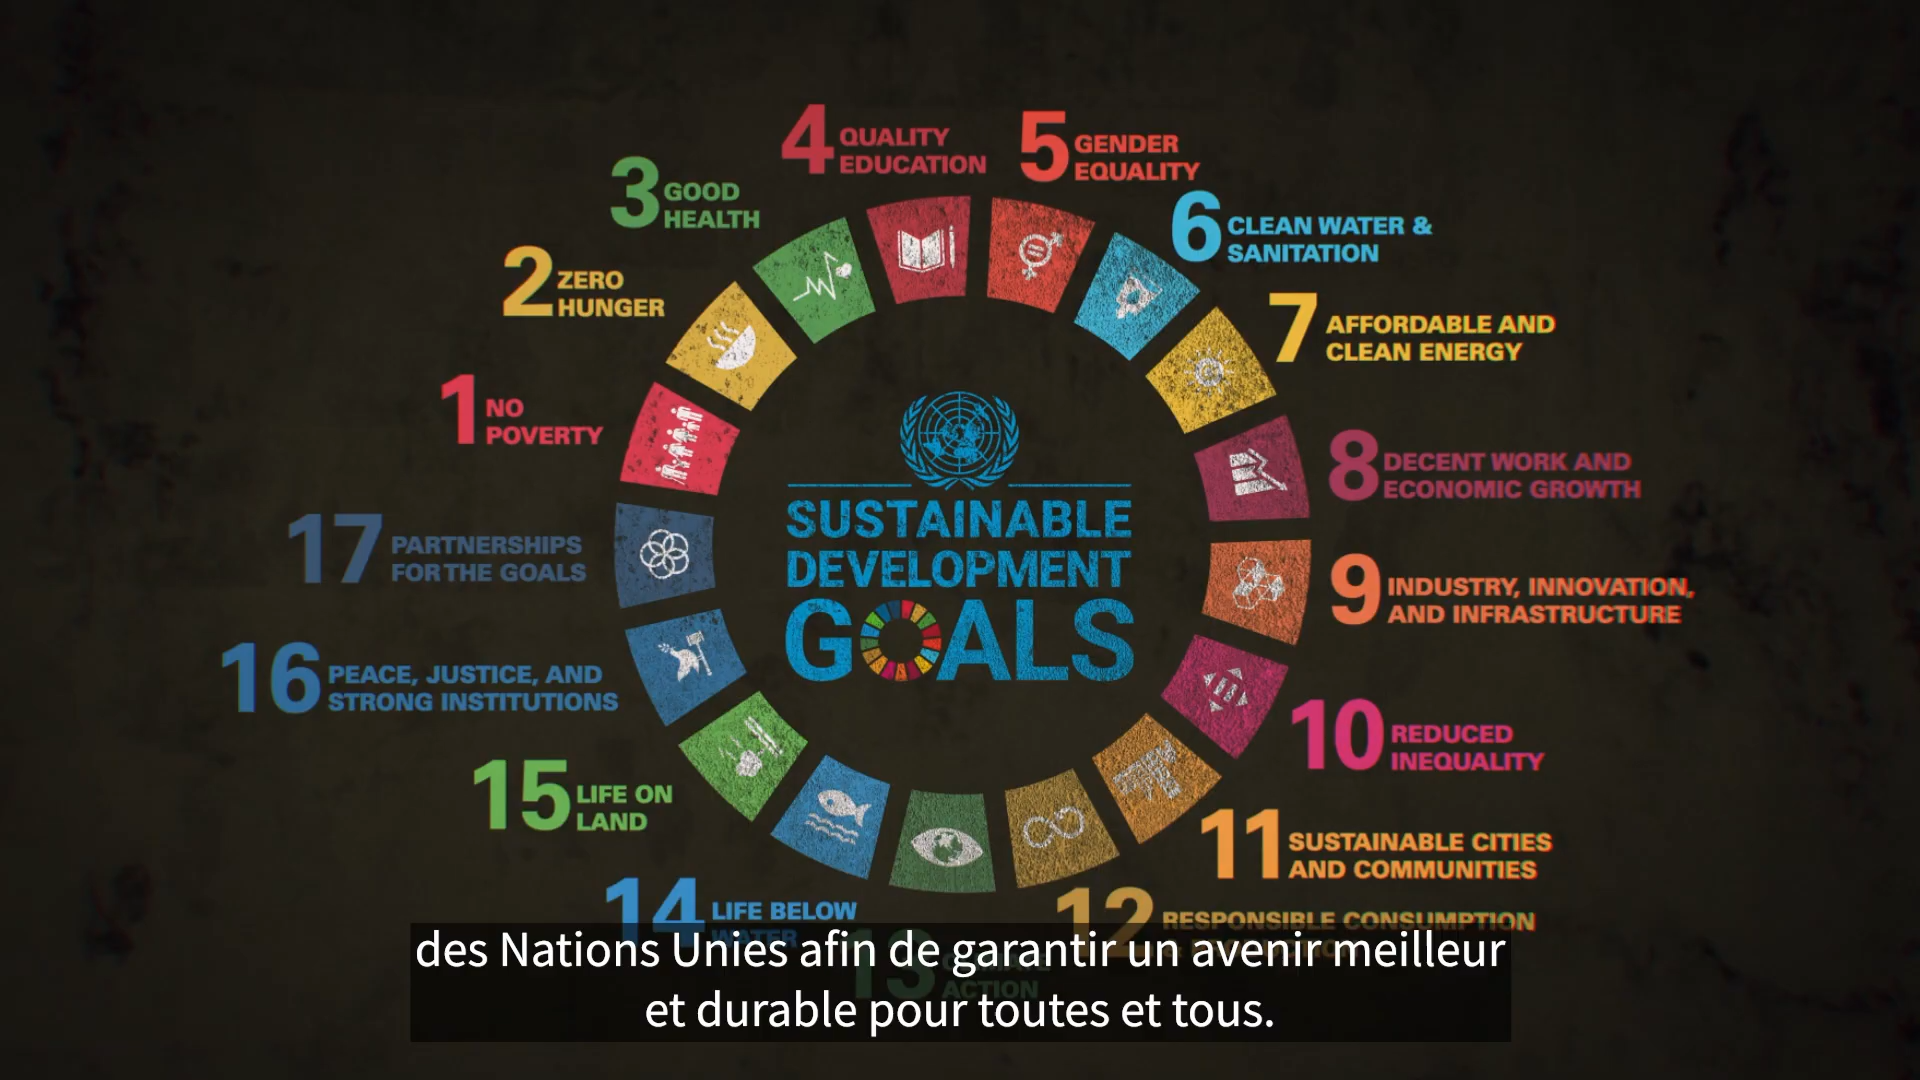 4 QUALITY
EDUCATION
5 GENDER
EQUALITY
3 GOOD
HEALTH
6 CLEAN WATER &
SANITATION
2 ZERO
HUNGER
7 AFFORDABLE AND
CLEAN ENERGY
1 NO
POVERTY
8 DECENT WORK AND
ECONOMIC GROWTH
SUSTAINABLE
DEVELOPMENT
GOALS
17 PARTNERSHIPS
FOR THE GOALS
9 INDUSTRY, INNOVATION,
AND INFRASTRUCTURE
16 PEACE, JUSTICE, AND
STRONG INSTITUTIONS
10 REDUCED
INEQUALITY
15 LIFE ON
LAND
11 SUSTAINABLE CITIES
AND COMMUNITIES
14 LIFE BELOW
WATER
12 RESPONSIBLE CONSUMPTION
13
ACTION
des Nations Unies afin de garantir un avenir meilleur
et durable pour toutes et tous.